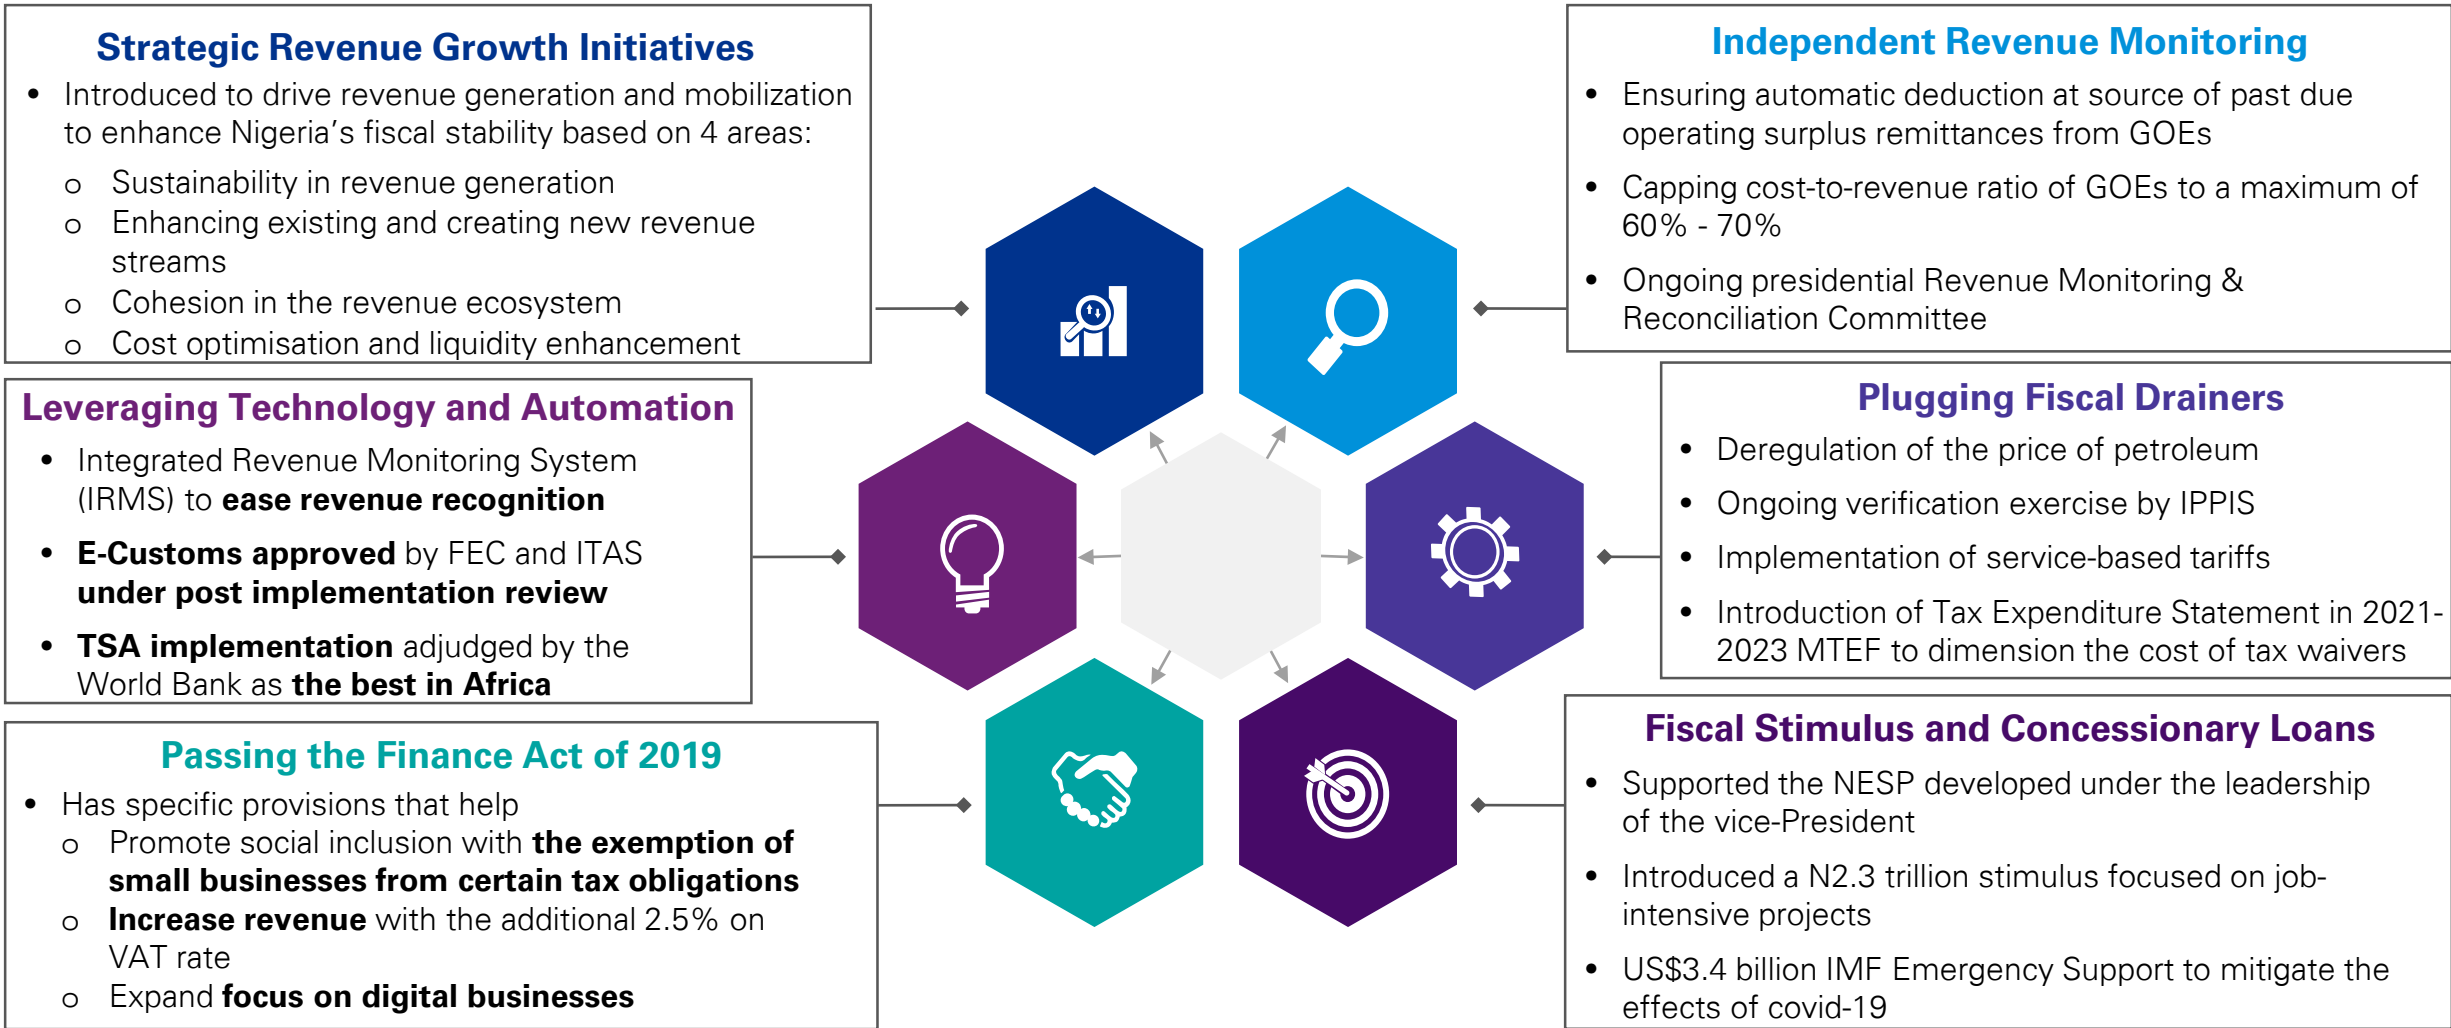 Strategic Revenue Growth Initiatives
• Introduced to drive revenue generation and mobilization
to enhance Nigeria's fiscal stability based on 4 areas:
o Sustainability in revenue generation
o Enhancing existing and creating new revenue
streams
o Cohesion in the revenue ecosystem
o Cost optimisation and liquidity enhancement
Leveraging Technology and Automation
• Integrated Revenue Monitoring System
(IRMS) to ease revenue recognition
• E-Customs approved by FEC and ITAS
under post implementation review
• TSA implementation adjudged by the
World Bank as the best in Africa
Passing the Finance Act of 2019
• Has specific provisions that help
o Promote social inclusion with the exemption of
small businesses from certain tax obligations
o Increase revenue with the additional 2.5% on
VAT rate
o Expand focus on digital businesses
Independent Revenue Monitoring
• Ensuring automatic deduction at source of past due
operating surplus remittances from GOEs
• Capping cost-to-revenue ratio of GOEs to a maximum of
60% - 70%
• Ongoing presidential Revenue Monitoring &
Reconciliation Committee
Plugging Fiscal Drainers
• Deregulation of the price of petroleum
• Ongoing verification exercise by IPPIS
• Implementation of service-based tariffs
• Introduction of Tax Expenditure Statement in 2021-
2023 MTEF to dimension the cost of tax waivers
Fiscal Stimulus and Concessionary Loans
• Supported the NESP developed under the leadership
of the vice-President
• Introduced a N2.3 trillion stimulus focused on job-
intensive projects
• US$3.4 billion IMF Emergency Support to mitigate the
effects of covid-19